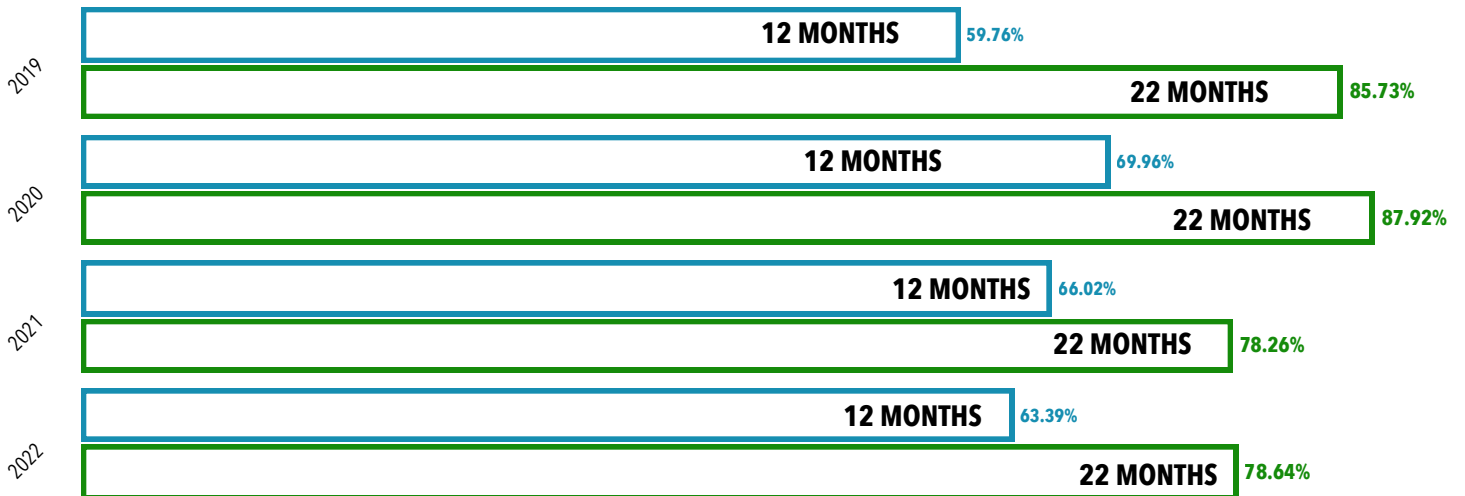 12 MONTHS 59.76%
2019
22 MONTHS 85.73%
12 MONTHS 69.96%
2020
22 MONTHS 87.92%
12 MONTHS 66.02%
2021
22 MONTHS 78.26%
12 MONTHS 63.39%
2022
22 MONTHS 78.64%